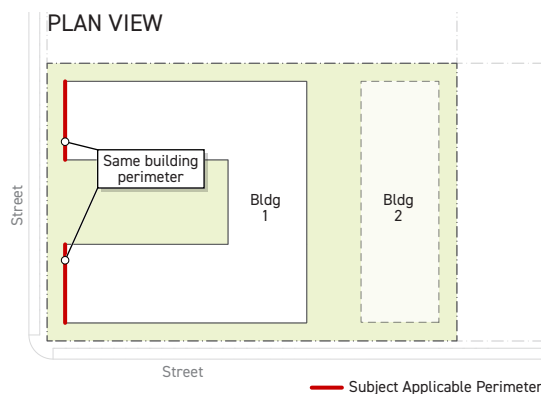 PLAN VIEW
Same building
perimeter
Bldg
1
Bldg
2
Street
Street
Subject Applicable Perimeter